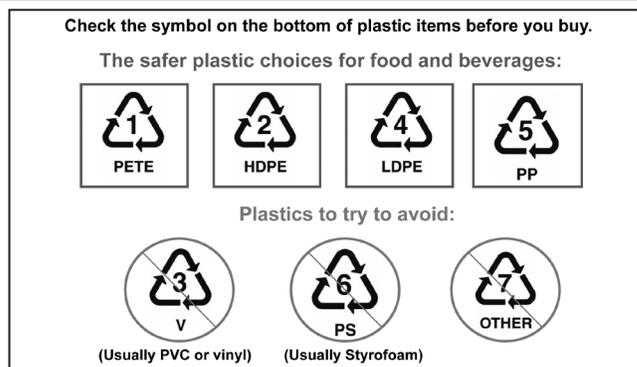 Check the symbol on the bottom of plastic items before you buy.
The safer plastic choices for food and beverages:
1 2 4 5
PETE HDPE LDPE PP
Plastics to try to avoid:
3 6 7
V PS OTHER
(Usually PVC or vinyl) (Usually Styrofoam)